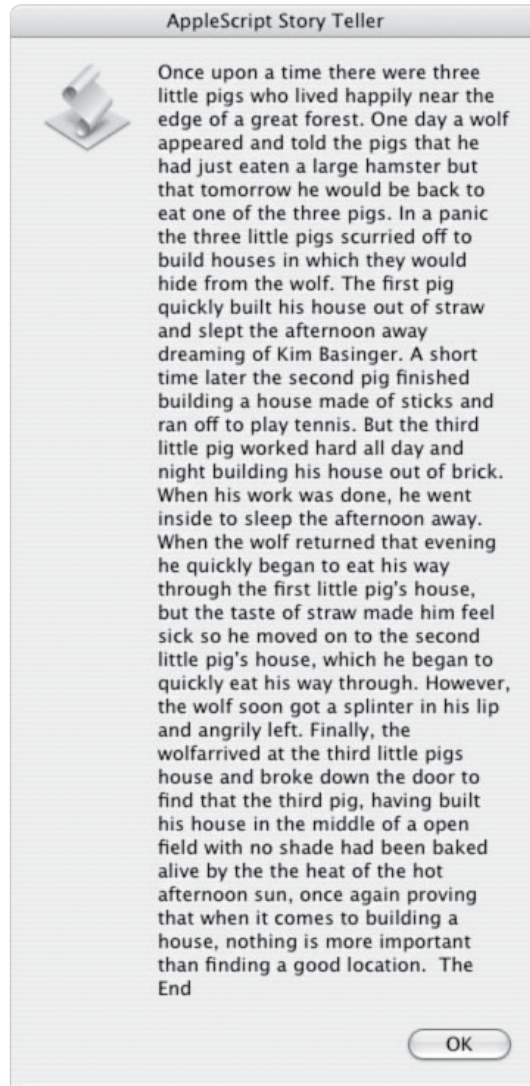 AppleScript Story Teller
Once upon a time there were three
little pigs who lived happily near the
edge of a great forest. One day a wolf
appeared and told the pigs that he
had just eaten a large hamster but
that tomorrow he would be back to
eat one of the three pigs. In a panic
the three little pigs scurried off to
build houses in which they would
hide from the wolf. The first pig
quickly built his house out of straw
and slept the afternoon away
dreaming of Kim Basinger. A short
time later the second pig finished
building a house made of sticks and
ran off to play tennis. But the third
little pig worked hard all day and
night building his house out of brick.
When his work was done, he went
inside to sleep the afternoon away.
When the wolf returned that evening
he quickly began to eat his way
through the first little pig's house,
but the taste of straw made him feel
sick so he moved on to the second
little pig's house, which he began to
quickly eat his way through. However,
the wolf soon got a splinter in his lip
and angrily left. Finally, the
wolfarrived at the third little pigs
house and broke down the door to
find that the third pig, having built
his house in the middle of a open
field with no shade had been baked
alive by the the heat of the hot
afternoon sun, once again proving
that when it comes to building a
house, nothing is more important
than finding a good location.  The
End
OK